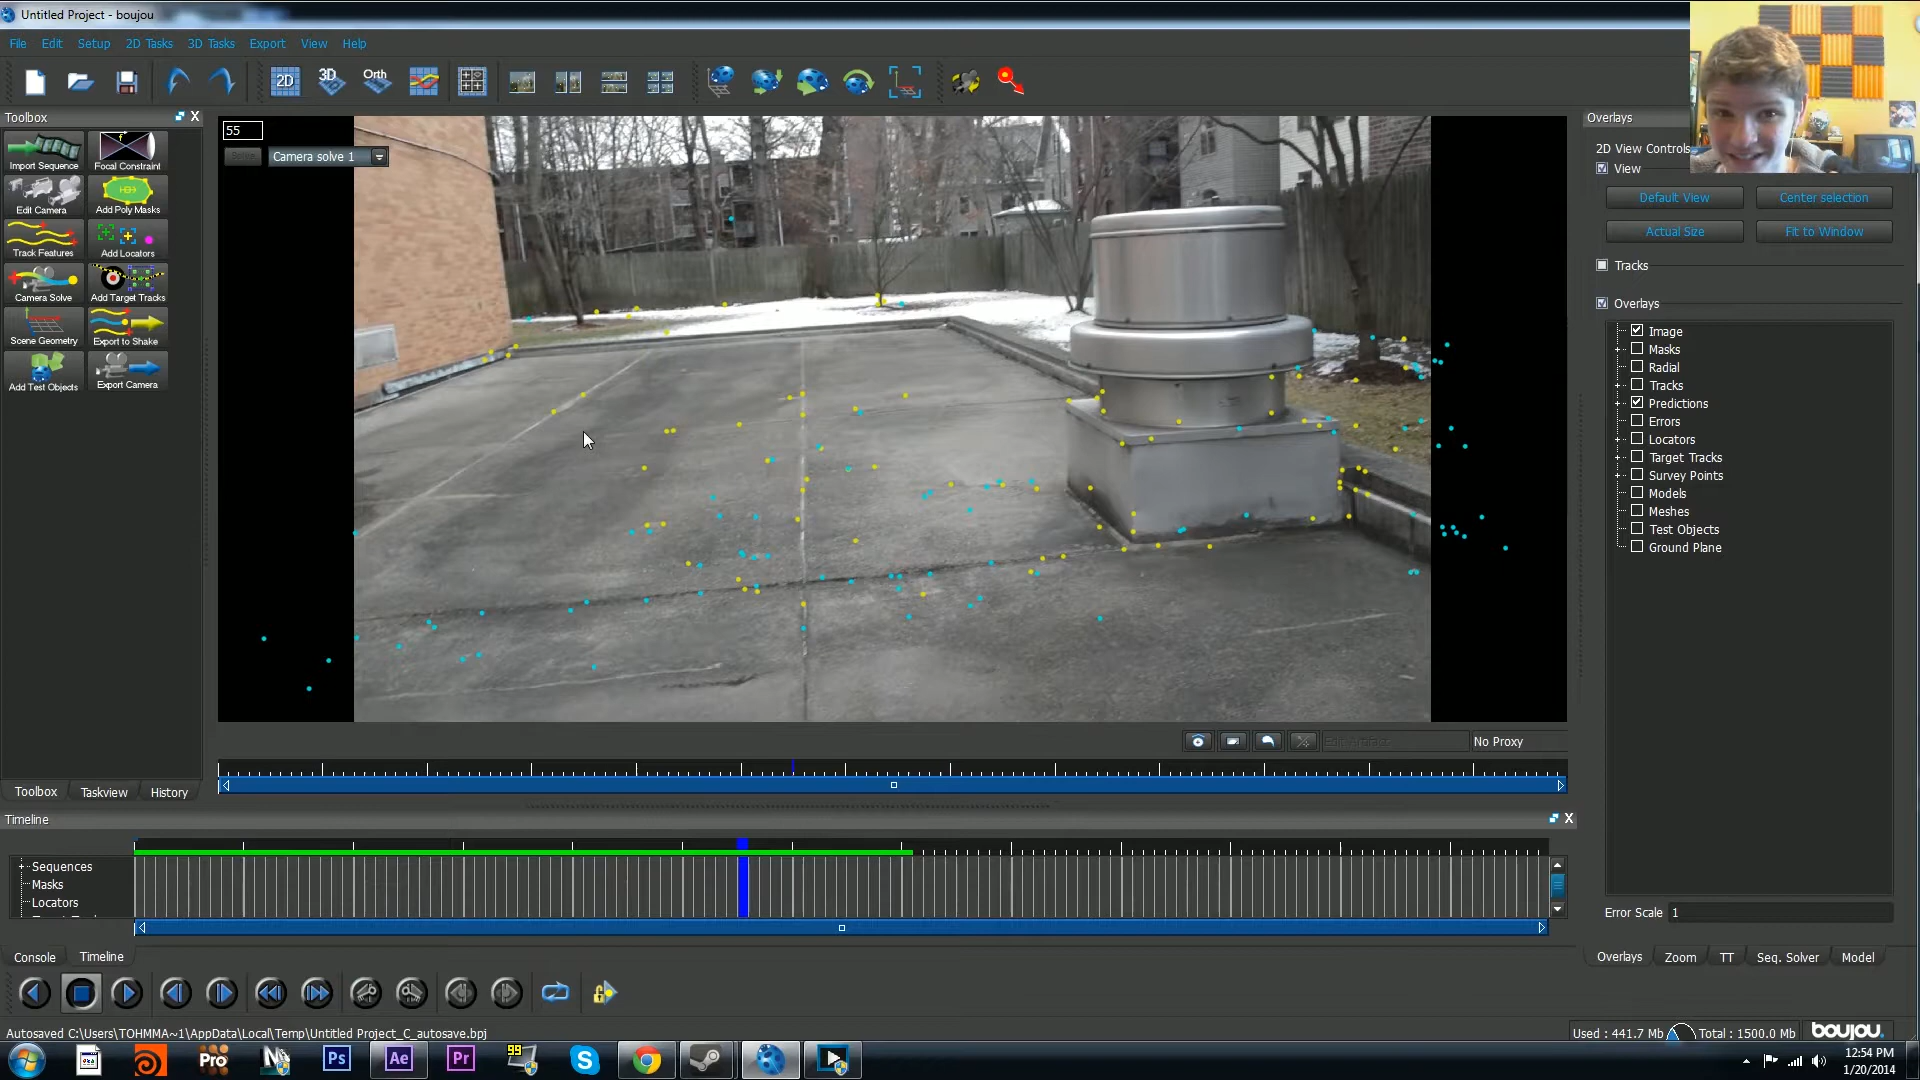 Untitled Project - boujou
File Edit Setup 2D Tasks 3D Tasks Export View Help
2D 3D Orth
Toolbox X
Import Sequence Focal Constraint
Edit Camera Add Poly Masks
Track Features Add Locators
Camera Solve Add Target Tracks
Scene Geometry Export to Shake
Add Test Objects Export Camera
55
Camera solve 1
Overlays
2D View Controls
View
Default View Center selection
Actual Size Fit to Window
Tracks
Overlays
Image
Masks
Radial
Tracks
Predictions
Errors
Locators
Target Tracks
Survey Points
Models
Meshes
Test Objects
Ground Plane
Error Scale 1
No Proxy
Toolbox Taskview History
Timeline X
Sequences
Masks
Locators
Console Timeline
Overlays Zoom TT Seq. Solver Model
Autosaved C:\Users\TOHMMA~1\AppData\Local\Temp\Untitled Project_C_autosave.bpj
Used : 441.7 Mb Total : 1500.0 Mb boujou
Pro Ps Ae Pr 99
12:54 PM
1/20/2014